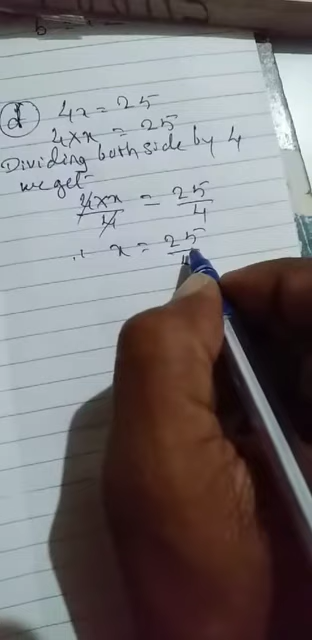 (d) 4x = 25
4×x = 25
Dividing both side by 4
we get
4×x/4 = 25/4
∴ x = 25/4